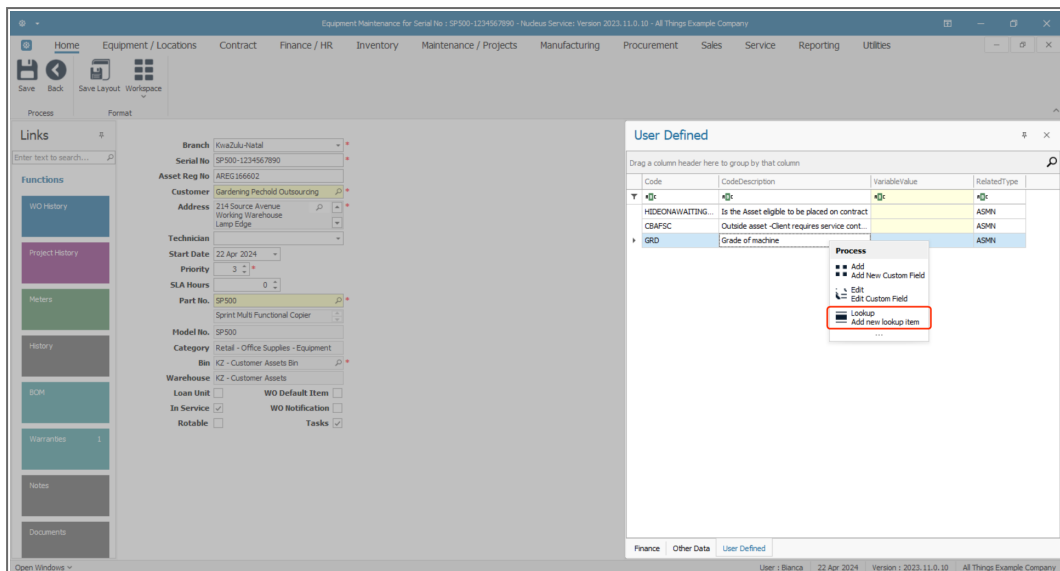 Equipment Maintenance for Serial No : SP500-1234567890 - Nucleus Service: Version 2023.11.0.10 - All Things Example Company
Home Equipment / Locations Contract Finance / HR Inventory Maintenance / Projects Manufacturing Procurement Sales Service Reporting Utilities
Save Back Save Layout Workspace
Process Format
Links
Enter text to search...
Functions
WO History
Project History
Meters
History
BOM
Warranties 1
Notes
Documents
Branch KwaZulu-Natal *
Serial No SP500-1234567890 *
Asset Reg No AREG166602
Customer Gardening Pechold Outsourcing *
Address 214 Source Avenue *
Working Warehouse
Lamp Edge
Technician
Start Date 22 Apr 2024
Priority 3 *
SLA Hours 0
Part No. SP500 *
Sprint Multi Functional Copier
Model No. SP500
Category Retail - Office Supplies - Equipment
Bin KZ - Customer Assets Bin *
Warehouse KZ - Customer Assets
Loan Unit WO Default Item
In Service WO Notification
Rotable Tasks
User Defined
Drag a column header here to group by that column
Code CodeDescription VariableValue RelatedType
HIDEONAWAITING... Is the Asset eligible to be placed on contract ASMN
CBAFSC Outside asset -Client requires service cont... ASMN
GRD Grade of machine ASMN
Process
Add
Add New Custom Field
Edit
Edit Custom Field
Lookup
Add new lookup item
...
Finance Other Data User Defined
Open Windows User : Bianca 22 Apr 2024 Version : 2023.11.0.10 All Things Example Company